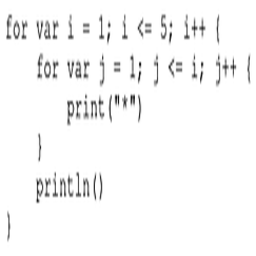 for var i = 1; i <= 5; i++ {
    for var j = 1; j <= i; j++ {
        print("*")
    }
    println()
}